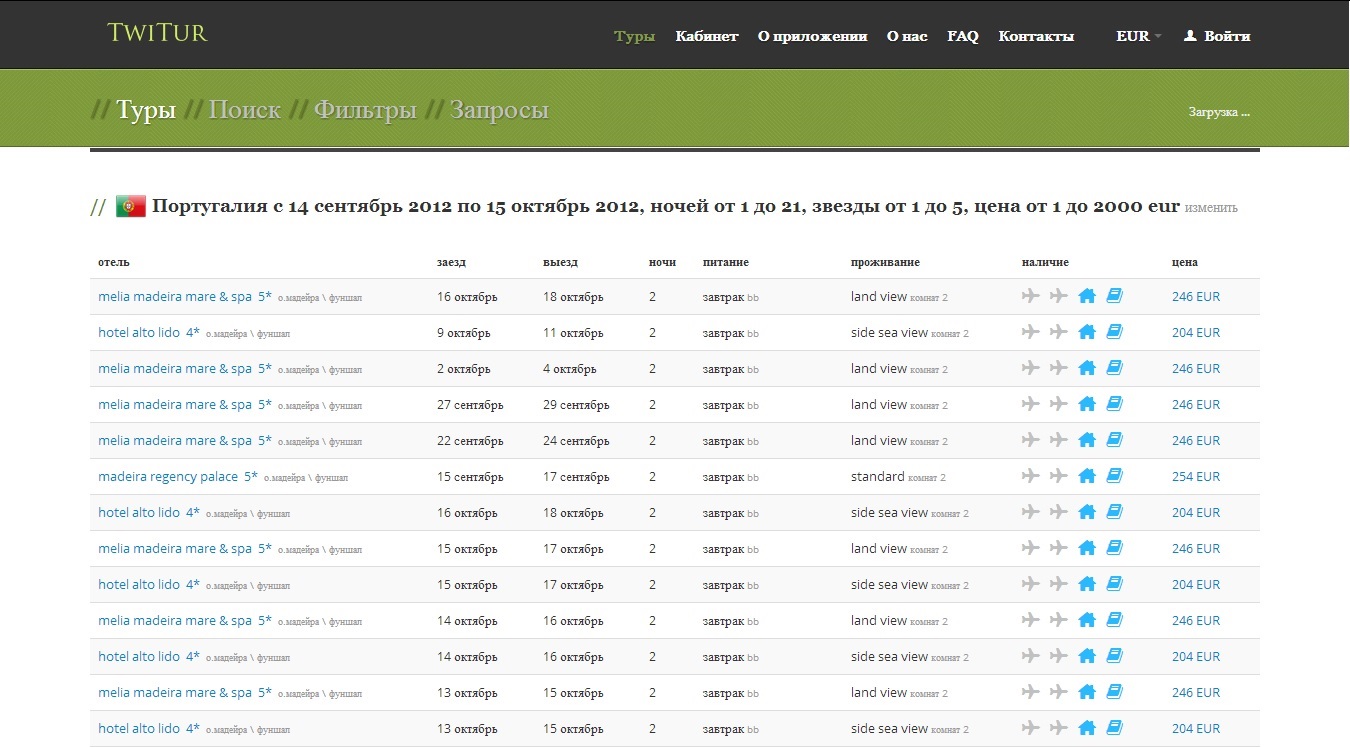 TwiTur Туры Кабинет О приложении О нас FAQ Контакты EUR Войти
// Туры // Поиск // Фильтры // Запросы Загрузка ...
// Португалия с 14 сентябрь 2012 по 15 октябрь 2012, ночей от 1 до 21, звезды от 1 до 5, цена от 1 до 2000 eur изменить
отель заезд выезд ночи питание проживание наличие цена
melia madeira mare & spa 5* о.мадейра \ фуншал 16 октябрь 18 октябрь 2 завтрак bb land view комнат 2 246 EUR
hotel alto lido 4* о.мадейра \ фуншал 9 октябрь 11 октябрь 2 завтрак bb side sea view комнат 2 204 EUR
melia madeira mare & spa 5* о.мадейра \ фуншал 2 октябрь 4 октябрь 2 завтрак bb land view комнат 2 246 EUR
melia madeira mare & spa 5* о.мадейра \ фуншал 27 сентябрь 29 сентябрь 2 завтрак bb land view комнат 2 246 EUR
melia madeira mare & spa 5* о.мадейра \ фуншал 22 сентябрь 24 сентябрь 2 завтрак bb land view комнат 2 246 EUR
madeira regency palace 5* о.мадейра \ фуншал 15 сентябрь 17 сентябрь 2 завтрак bb standard комнат 2 254 EUR
hotel alto lido 4* о.мадейра \ фуншал 16 октябрь 18 октябрь 2 завтрак bb side sea view комнат 2 204 EUR
melia madeira mare & spa 5* о.мадейра \ фуншал 15 октябрь 17 октябрь 2 завтрак bb land view комнат 2 246 EUR
hotel alto lido 4* о.мадейра \ фуншал 15 октябрь 17 октябрь 2 завтрак bb side sea view комнат 2 204 EUR
melia madeira mare & spa 5* о.мадейра \ фуншал 14 октябрь 16 октябрь 2 завтрак bb land view комнат 2 246 EUR
hotel alto lido 4* о.мадейра \ фуншал 14 октябрь 16 октябрь 2 завтрак bb side sea view комнат 2 204 EUR
melia madeira mare & spa 5* о.мадейра \ фуншал 13 октябрь 15 октябрь 2 завтрак bb land view комнат 2 246 EUR
hotel alto lido 4* о.мадейра \ фуншал 13 октябрь 15 октябрь 2 завтрак bb side sea view комнат 2 204 EUR